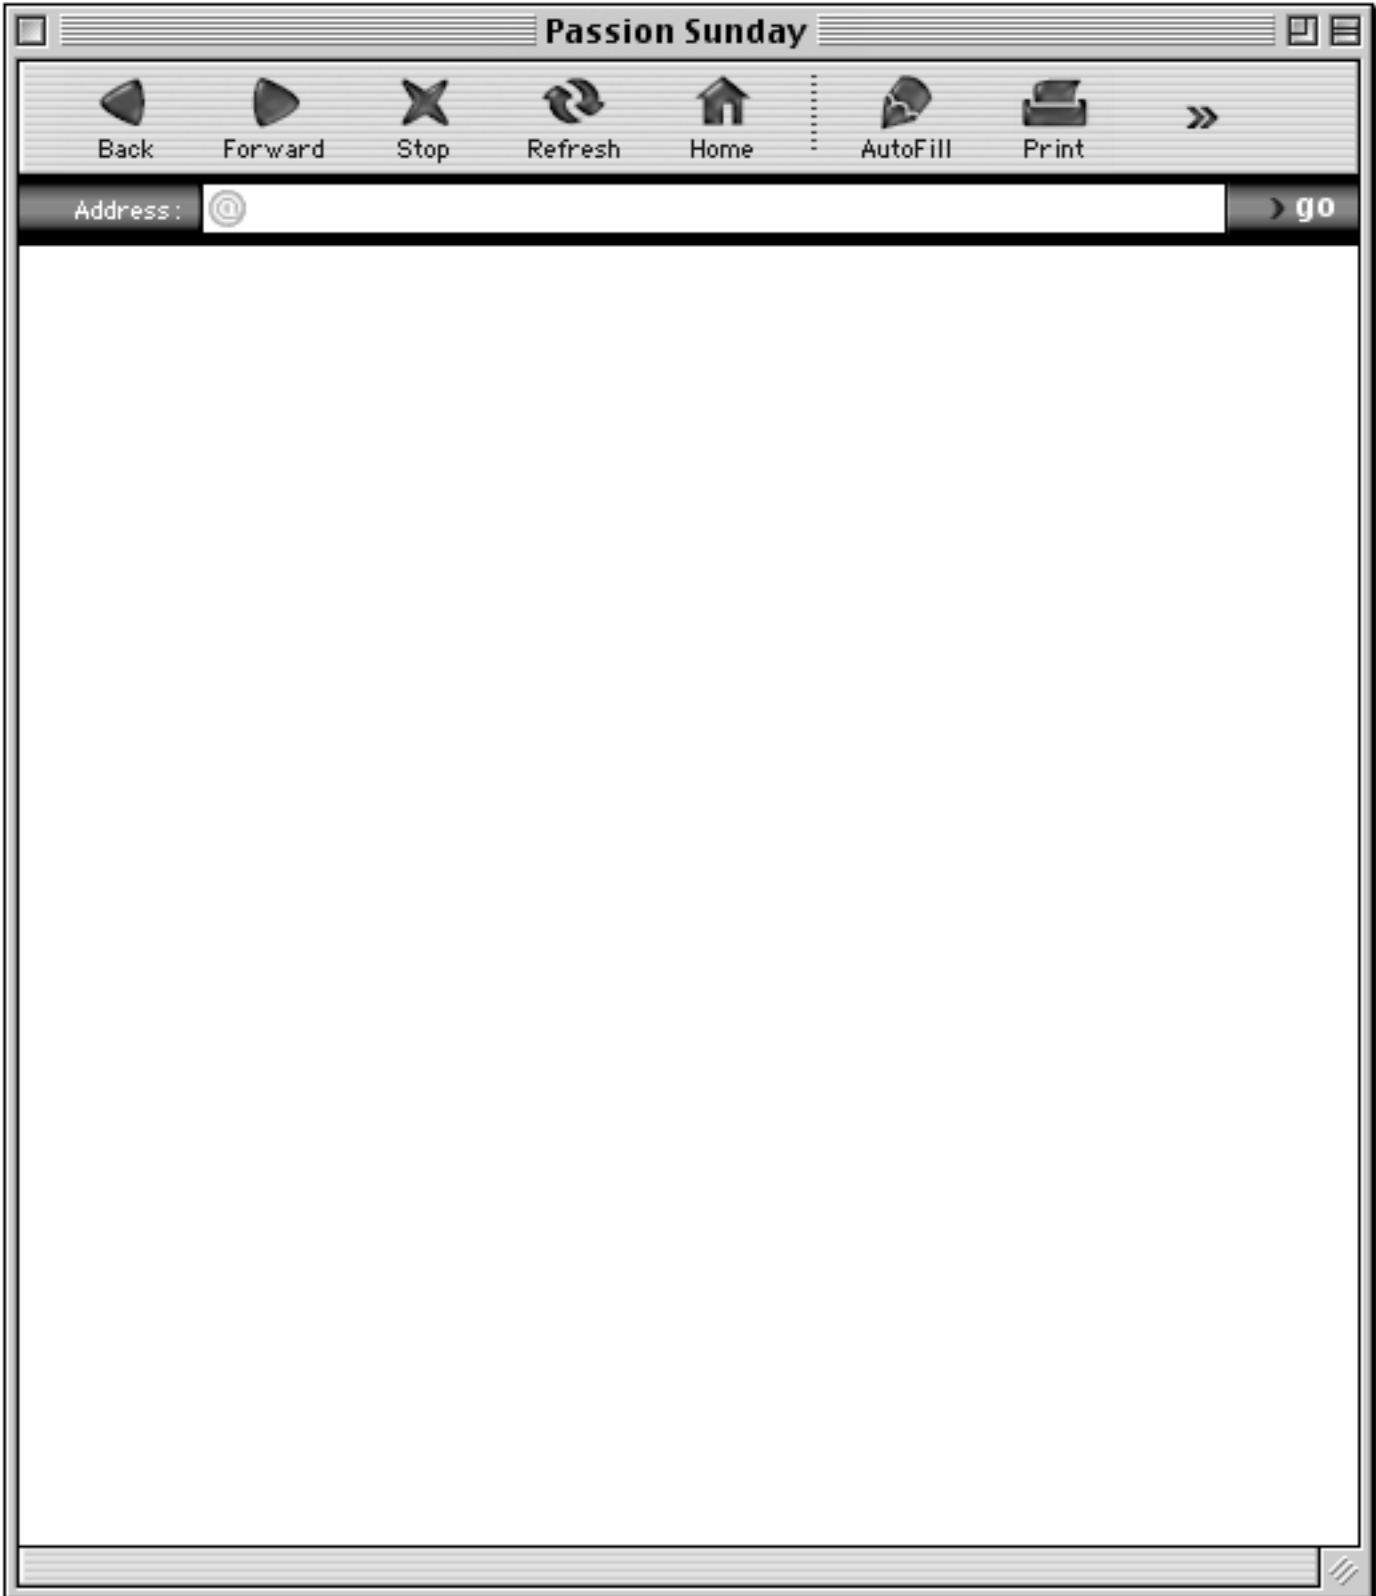 Passion Sunday
Back Forward Stop Refresh Home AutoFill Print »
Address: @ › go